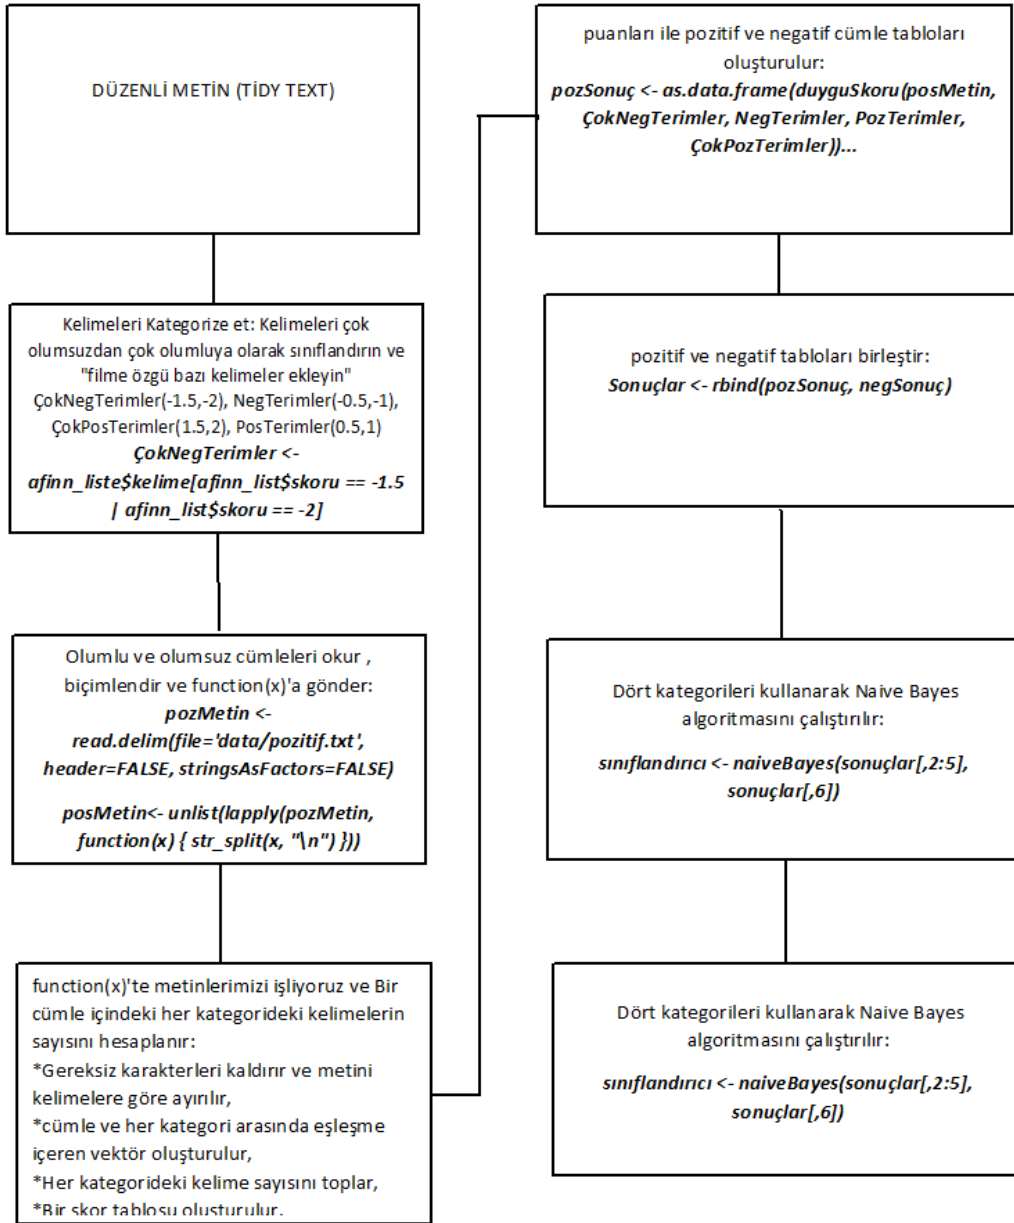 DÜZENLİ METİN (TİDY TEXT)
Kelimeleri Kategorize et: Kelimeleri çok
olumsuzdan çok olumluya olarak sınıflandırın ve
"filme özgü bazı kelimeler ekleyin"
ÇokNegTerimler(-1.5,-2), NegTerimler(-0.5,-1),
ÇokPosTerimler(1.5,2), PosTerimler(0.5,1)
ÇokNegTerimler <-
afinn_liste$kelime[afinn_list$skoru == -1.5
| afinn_list$skoru == -2]
Olumlu ve olumsuz cümleleri okur ,
biçimlendir ve function(x)'a gönder:
pozMetin <-
read.delim(file='data/pozitif.txt',
header=FALSE, stringsAsFactors=FALSE)
posMetin<- unlist(lapply(pozMetin,
function(x) { str_split(x, "\n") }))
function(x)'te metinlerimizi işliyoruz ve Bir
cümle içindeki her kategorideki kelimelerin
sayısını hesaplanır:
*Gereksiz karakterleri kaldırır ve metini
kelimelere göre ayırılır,
*cümle ve her kategori arasında eşleşme
içeren vektör oluşturulur,
*Her kategorideki kelime sayısını toplar,
*Bir skor tablosu oluşturulur.
puanları ile pozitif ve negatif cümle tabloları
oluşturulur:
pozSonuç <- as.data.frame(duyguSkoru(posMetin,
ÇokNegTerimler, NegTerimler, PozTerimler,
ÇokPozTerimler))...
pozitif ve negatif tabloları birleştir:
Sonuçlar <- rbind(pozSonuç, negSonuç)
Dört kategorileri kullanarak Naive Bayes
algoritmasını çalıştırılır:
sınıflandırıcı <- naiveBayes(sonuçlar[,2:5],
sonuçlar[,6])
Dört kategorileri kullanarak Naive Bayes
algoritmasını çalıştırılır:
sınıflandırıcı <- naiveBayes(sonuçlar[,2:5],
sonuçlar[,6])